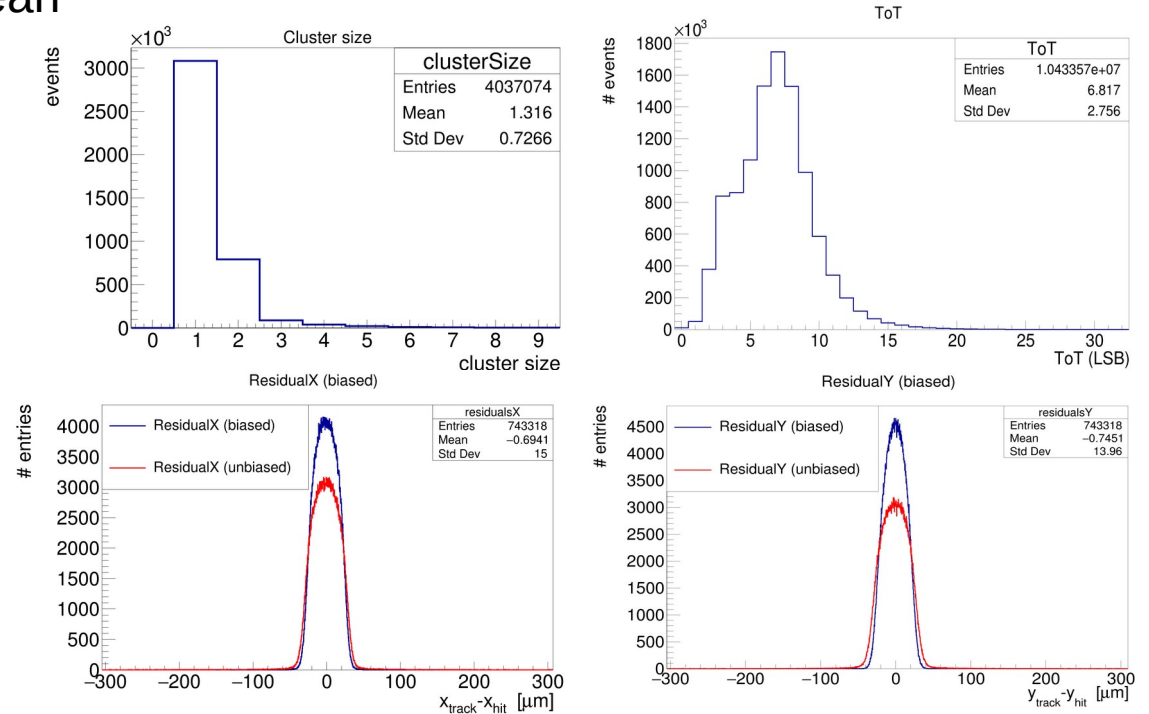 Cluster size
×10³
events
clusterSize
Entries 4037074
Mean 1.316
Std Dev 0.7266
3000
2500
2000
1500
1000
500
0
0 1 2 3 4 5 6 7 8 9
cluster size
ToT
×10³
# events
ToT
Entries 1.043357e+07
Mean 6.817
Std Dev 2.756
1800
1600
1400
1200
1000
800
600
400
200
0
0 5 10 15 20 25 30
ToT (LSB)
ResidualX (biased)
# entries
ResidualX (biased)
ResidualX (unbiased)
residualsX
Entries 743318
Mean −0.6941
Std Dev 15
4000
3500
3000
2500
2000
1500
1000
500
0
−300 −200 −100 0 100 200 300
x_track-x_hit [µm]
ResidualY (biased)
# entries
ResidualY (biased)
ResidualY (unbiased)
residualsY
Entries 743318
Mean −0.7451
Std Dev 13.96
4500
4000
3500
3000
2500
2000
1500
1000
500
0
−300 −200 −100 0 100 200 300
y_track-y_hit [µm]